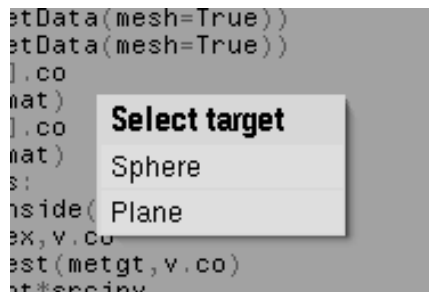 etData(mesh=True))
etData(mesh=True))
].co
mat)
].co
mat)
s:
nside(
ex,v.co
est(metgt,v.co)
Select target
Sphere
Plane